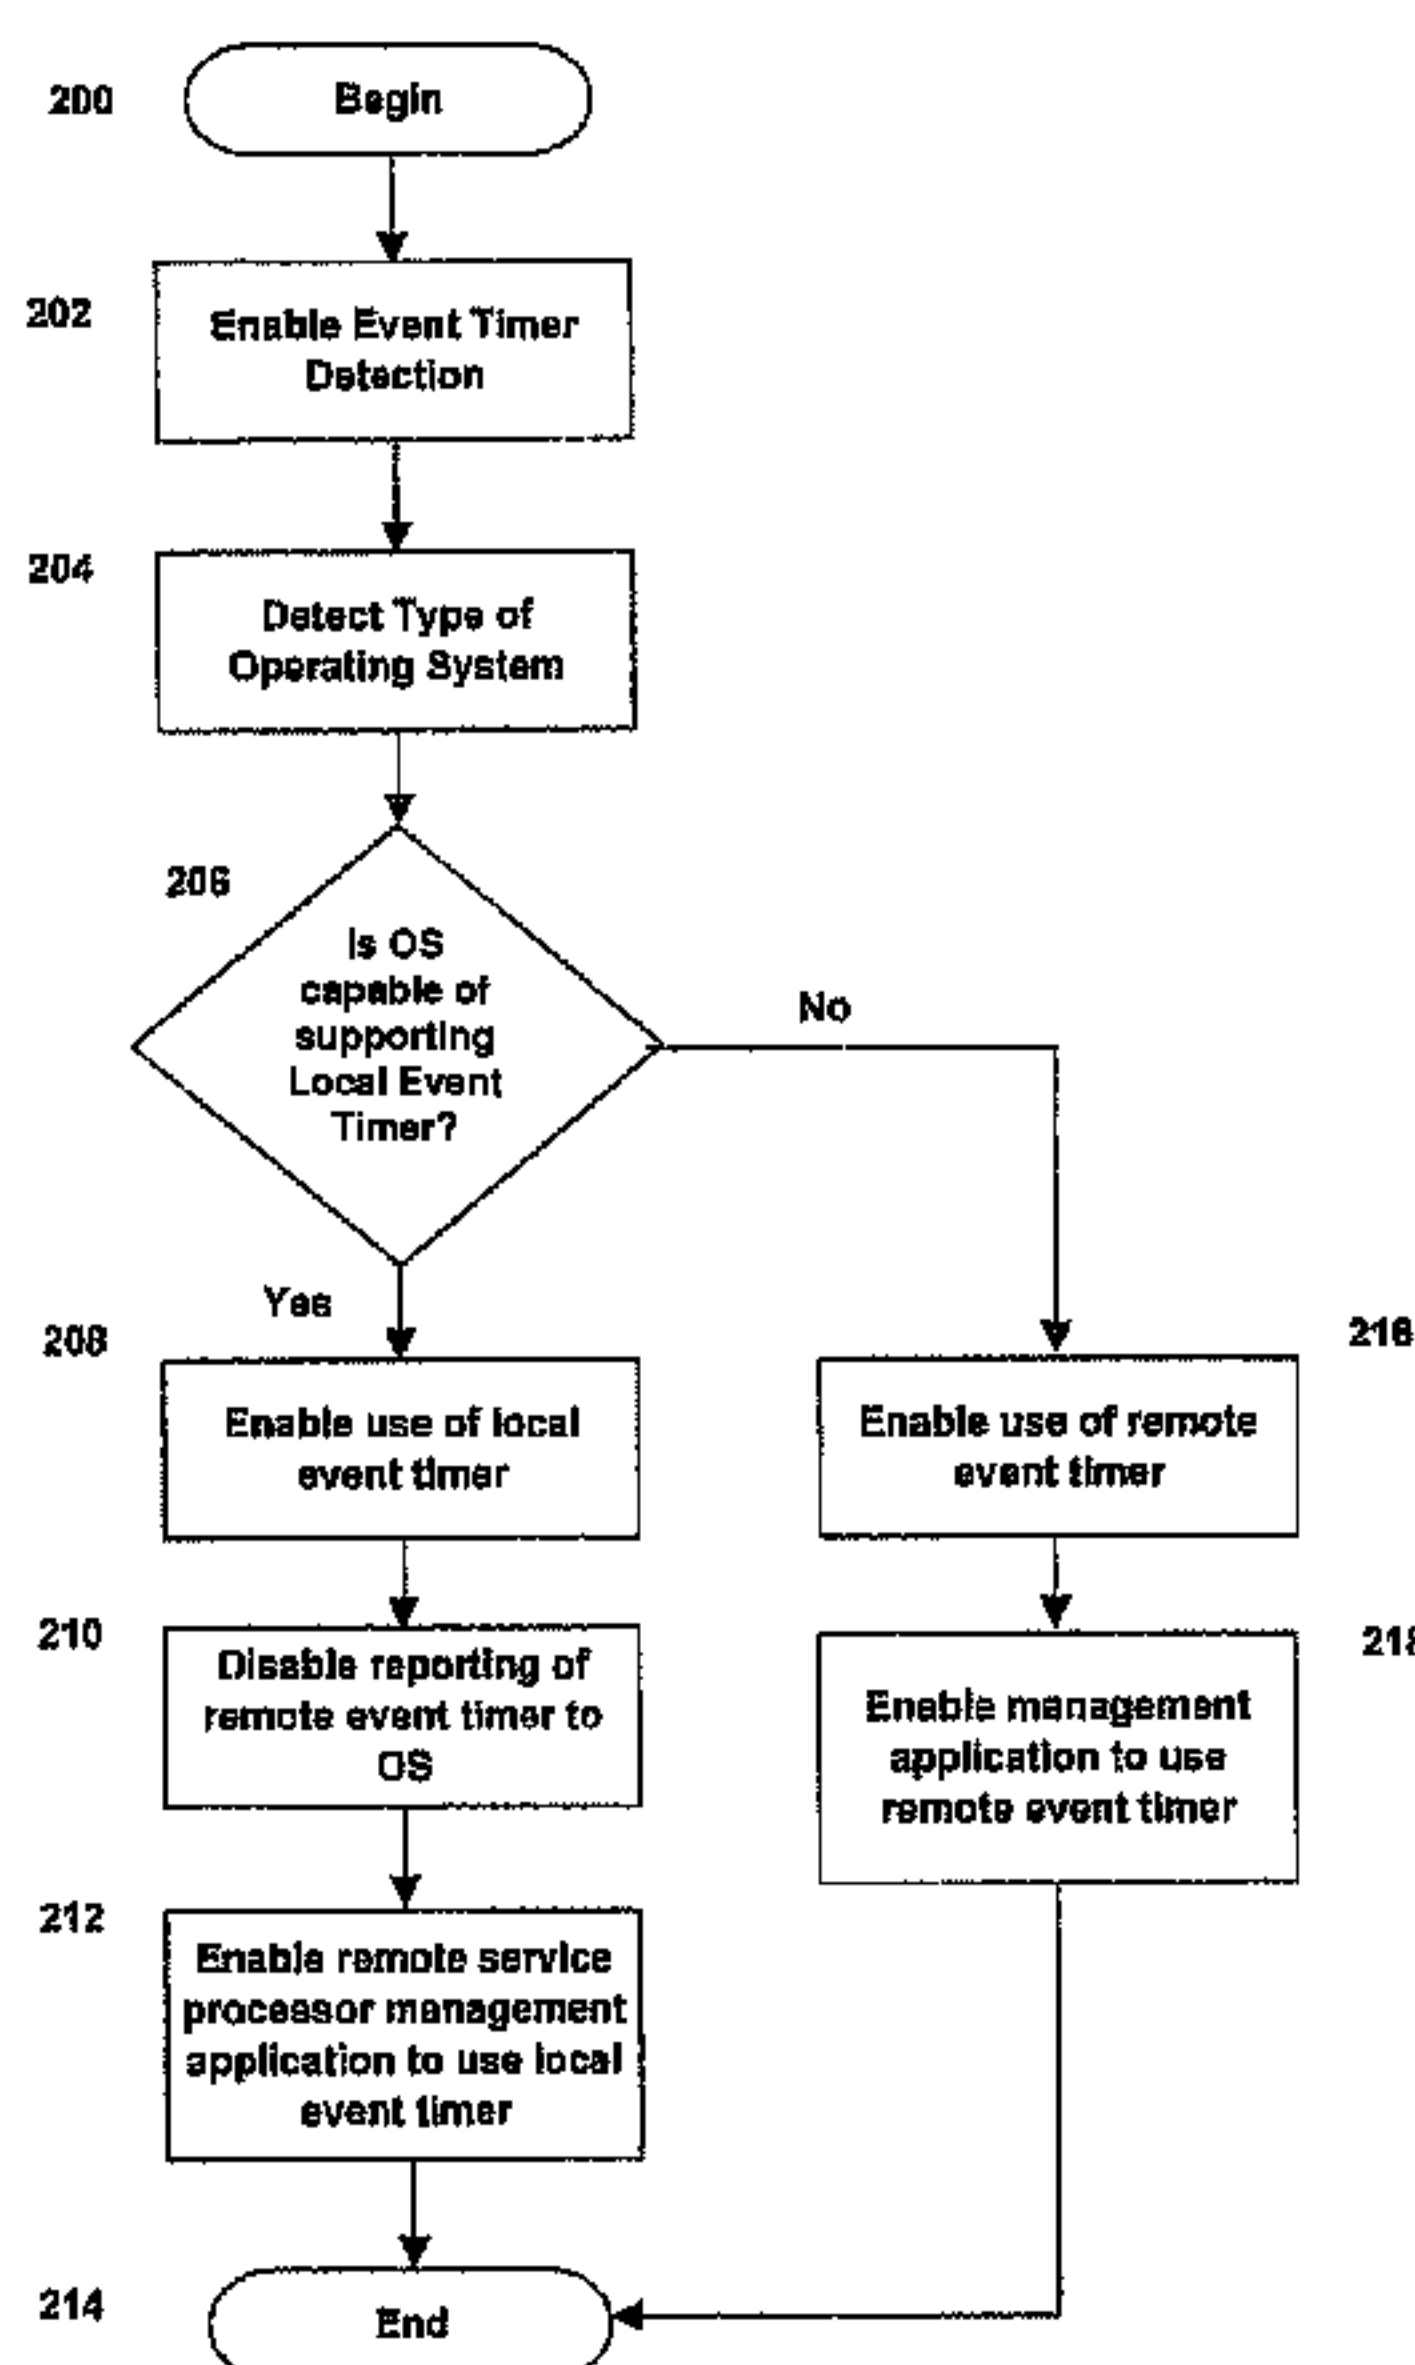 200
Begin
202
Enable Event Timer
Detection
204
Detect Type of
Operating System
206
Is OS
capable of
supporting
Local Event
Timer?
No
Yes
208
Enable use of local
event timer
216
Enable use of remote
event timer
210
Disable reporting of
remote event timer to
OS
218
Enable management
application to use
remote event timer
212
Enable remote service
processor management
application to use local
event timer
214
End